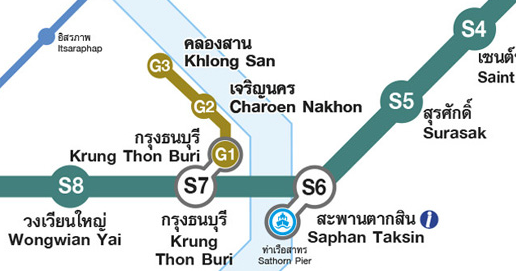 S4
เซนต์
Saint
อิสรภาพ
Itsaraphap
คลองสาน
Khlong San
G3
เจริญนคร
Charoen Nakhon
G2
S5
สุรศักดิ์
Surasak
กรุงธนบุรี
Krung Thon Buri
G1
S8
S7
S6
วงเวียนใหญ่
Wongwian Yai
กรุงธนบุรี
Krung
Thon Buri
สะพานตากสิน i
Saphan Taksin
ท่าเรือสาทร
Sathorn Pier